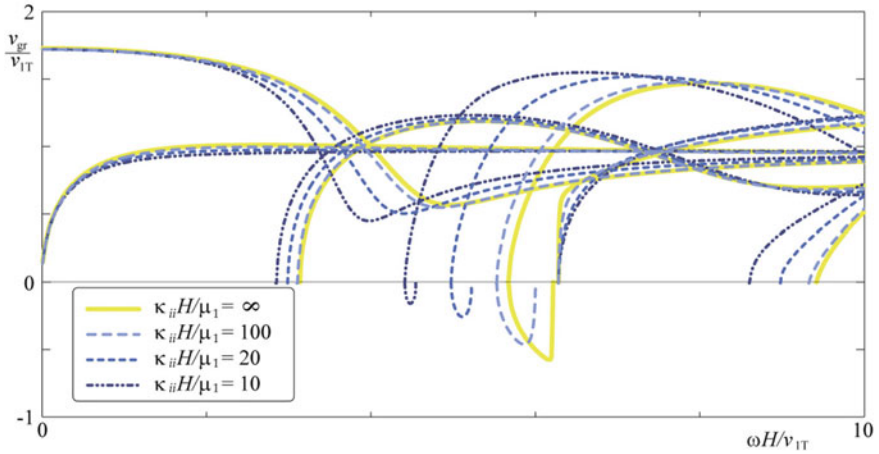 2
v_gr
v_1T
0
κ_ii H/μ_1 = ∞
κ_ii H/μ_1 = 100
κ_ii H/μ_1 = 20
κ_ii H/μ_1 = 10
-1
0
ωH/v_1T
10